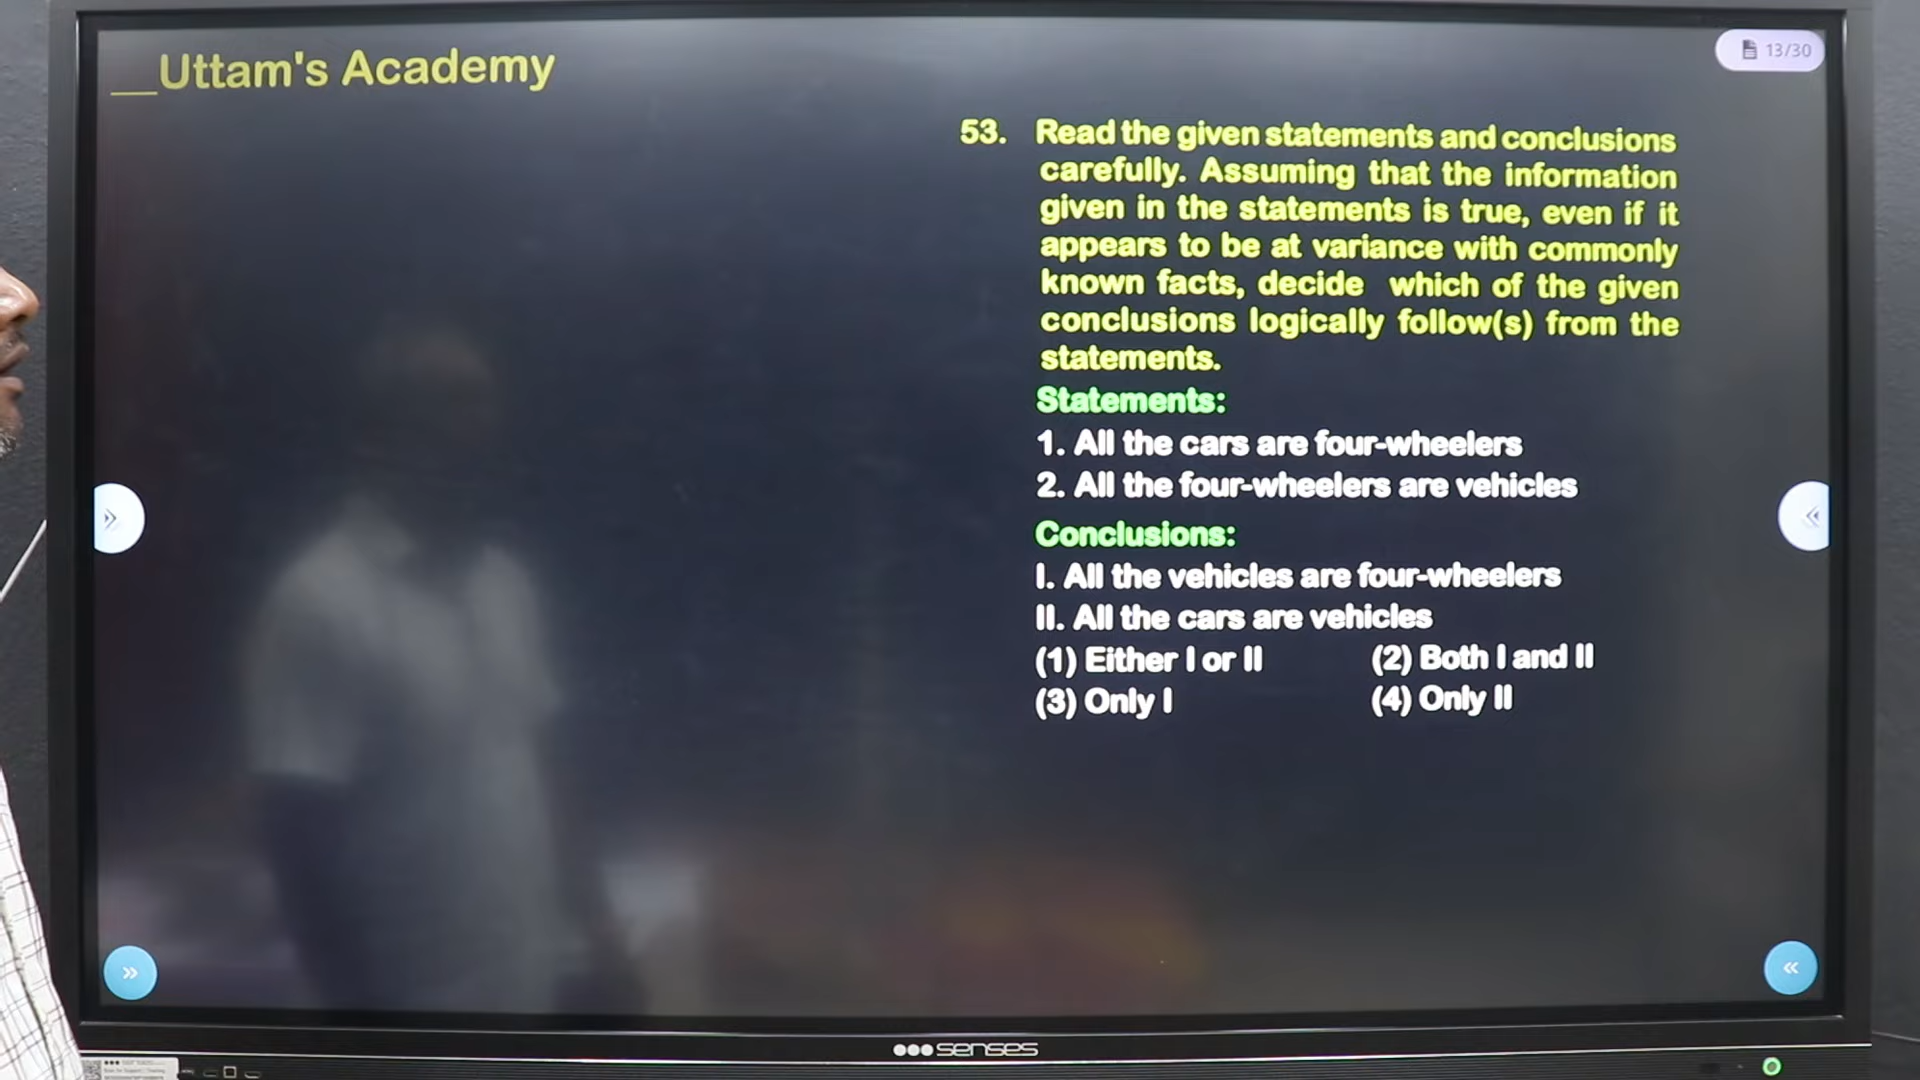 __Uttam's Academy
13/30
53. Read the given statements and conclusions
carefully. Assuming that the information
given in the statements is true, even if it
appears to be at variance with commonly
known facts, decide which of the given
conclusions logically follow(s) from the
statements.
Statements:
1. All the cars are four-wheelers
2. All the four-wheelers are vehicles
Conclusions:
I. All the vehicles are four-wheelers
II. All the cars are vehicles
(1) Either I or II (2) Both I and II
(3) Only I (4) Only II
senses